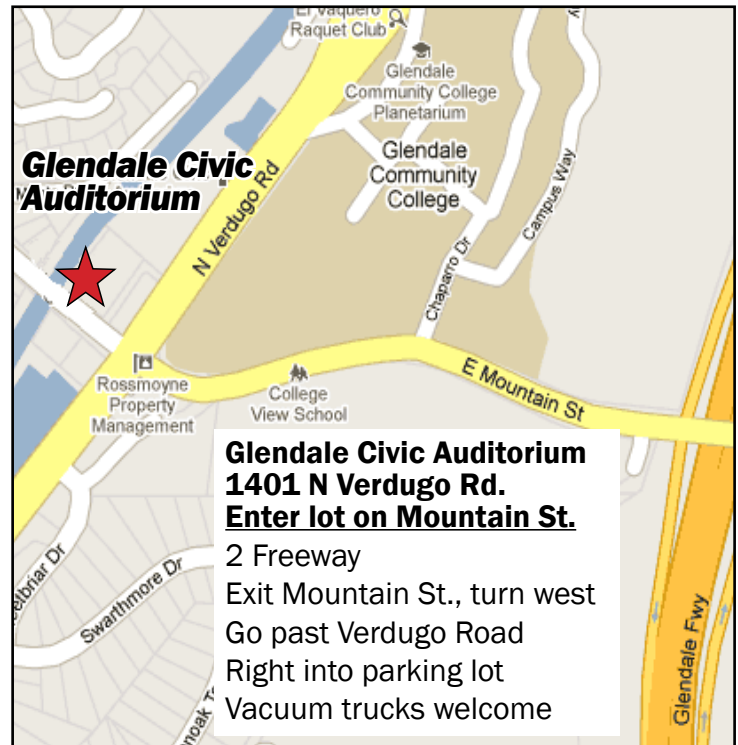 El Vaquero
Raquet Club
Glendale
Community College
Planetarium
Glendale
Community
College
Glendale Civic
Auditorium
N Verdugo Rd
Campus Way
Chaparro Dr
E Mountain St
Rossmoyne
Property
Management
College
View School
Glendale Civic Auditorium
1401 N Verdugo Rd.
Enter lot on Mountain St.
2 Freeway
Exit Mountain St., turn west
Go past Verdugo Road
Right into parking lot
Vacuum trucks welcome
Swarthmore Dr
Glendale Fwy